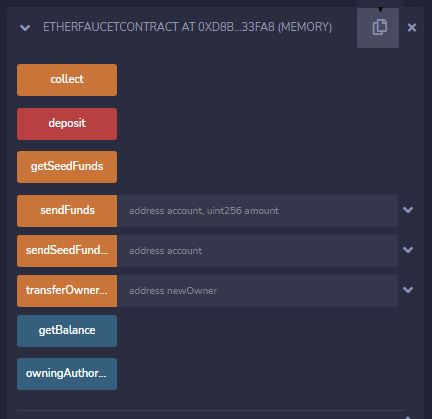 ETHERFAUCETCONTRACT AT 0XD8B...33FA8 (MEMORY)
collect
deposit
getSeedFunds
sendFunds address account, uint256 amount
sendSeedFund... address account
transferOwner... address newOwner
getBalance
owningAuthor...